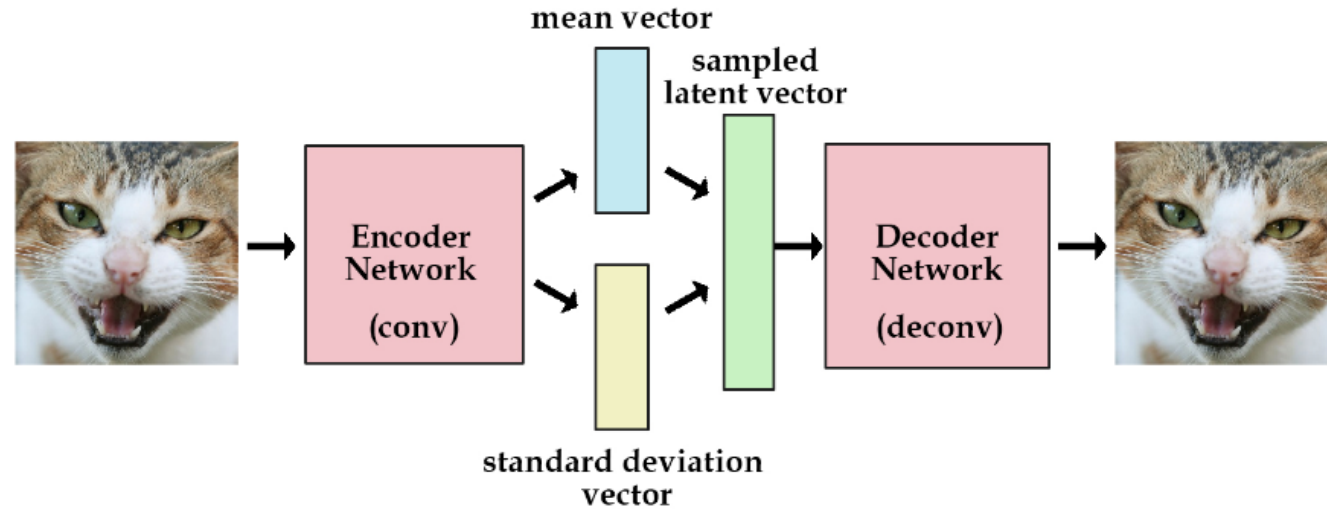 mean vector
sampled
latent vector
Encoder
Network
(conv)
Decoder
Network
(deconv)
standard deviation
vector